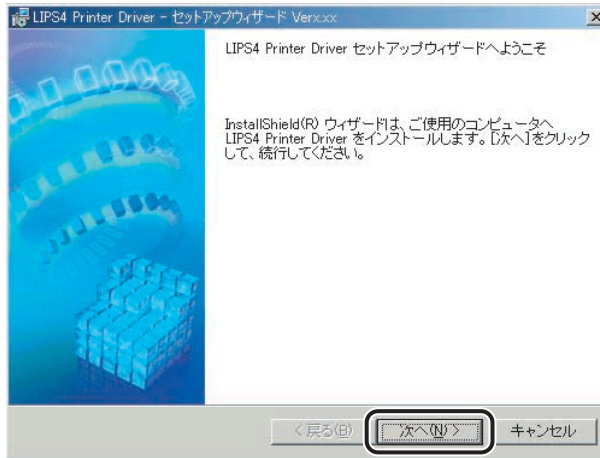 LIPS4 Printer Driver - セットアップウィザード Verx.xx
LIPS4 Printer Driver セットアップウィザードへようこそ
InstallShield(R) ウィザードは、ご使用のコンピュータへ
LIPS4 Printer Driver をインストールします。[次へ]をクリック
して、続行してください。
< 戻る(B)
次へ(N) >
キャンセル